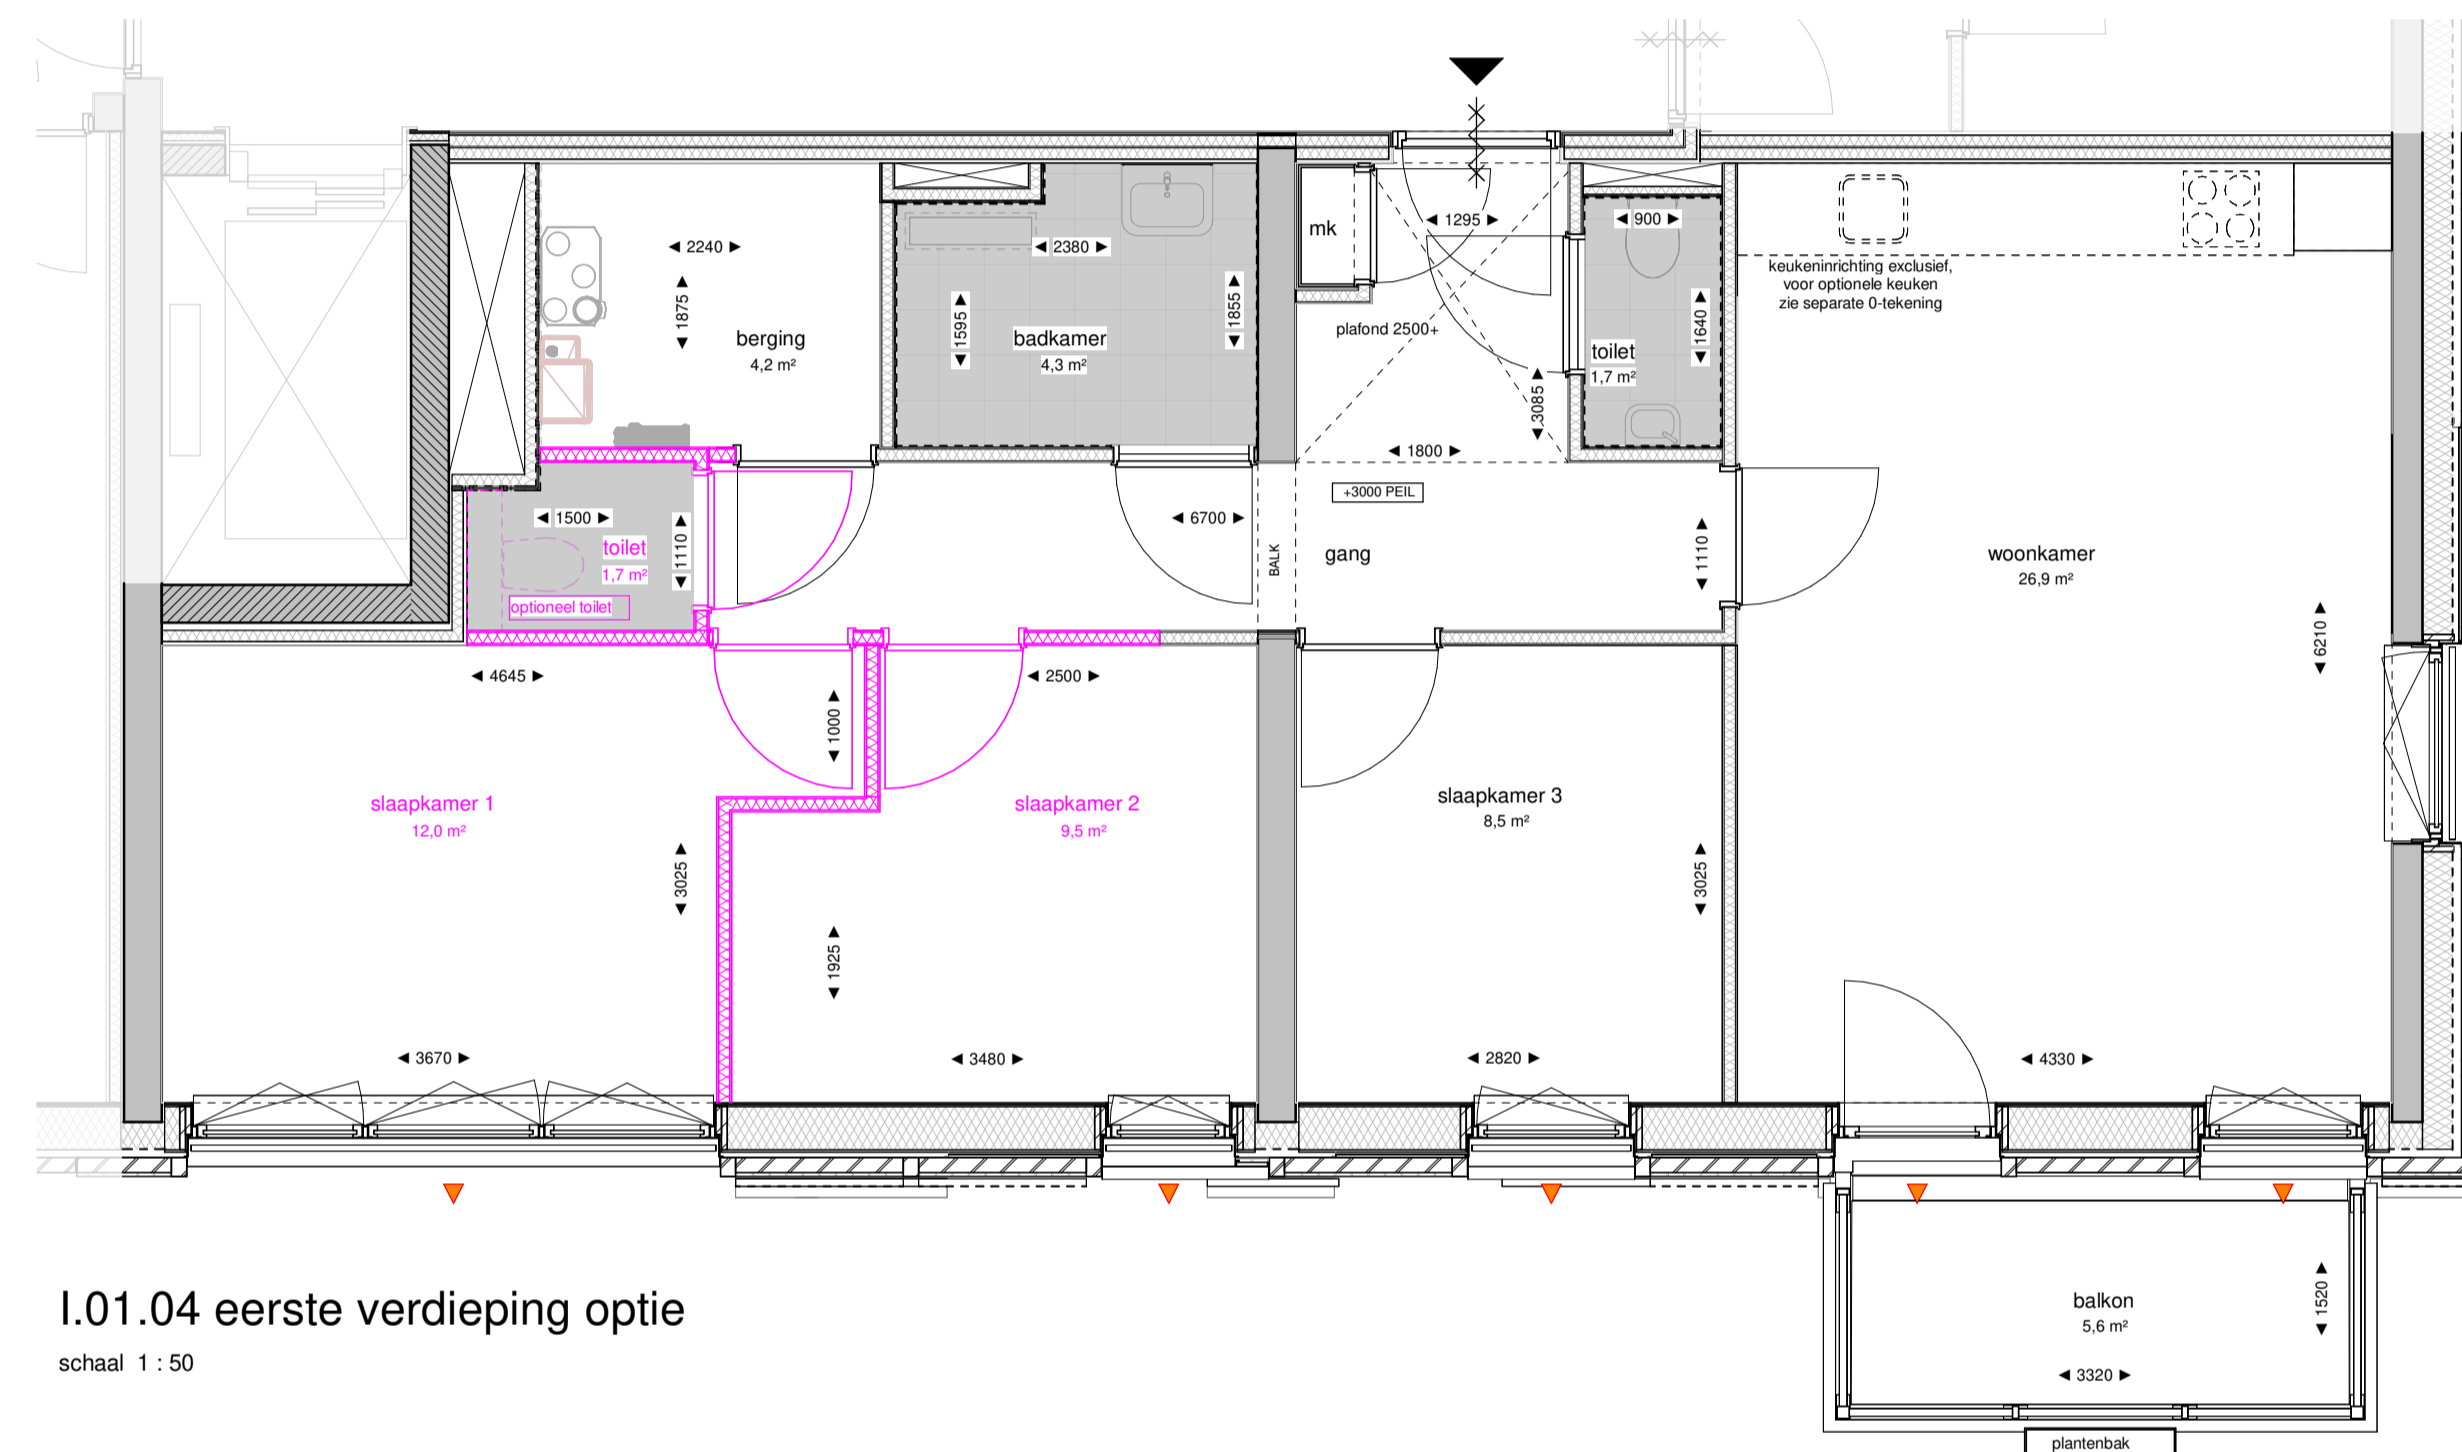 mk
1295
900
2240
2380
1875
1595
1855
1640
berging
4,2 m²
badkamer
4,3 m²
plafond 2500+
toilet
1,7 m²
3085
keukeninrichting exclusief,
voor optionele keuken
zie separate 0-tekening
1800
+3000 PEIL
1500
1110
toilet
1,7 m²
optioneel toilet
6700
BALK
gang
1110
woonkamer
26,9 m²
6210
4645
1000
2500
slaapkamer 1
12,0 m²
slaapkamer 2
9,5 m²
slaapkamer 3
8,5 m²
3025
1925
3025
3670
3480
2820
4330
balkon
5,6 m²
1520
3320
plantenbak
I.01.04 eerste verdieping optie
schaal 1 : 50